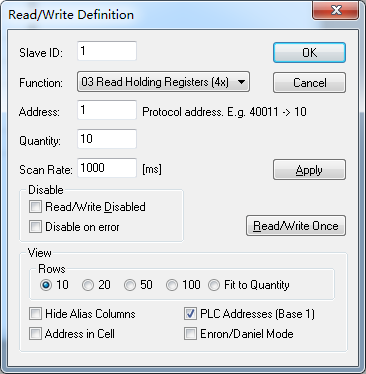 Read/Write Definition
Slave ID: 1 OK
Function: 03 Read Holding Registers (4x) Cancel
Address: 1 Protocol address. E.g. 40011 -> 10
Quantity: 10
Scan Rate: 1000 [ms] Apply
Disable
Read/Write Disabled
Disable on error
Read/Write Once
View
Rows
10 20 50 100 Fit to Quantity
Hide Alias Columns PLC Addresses (Base 1)
Address in Cell Enron/Daniel Mode